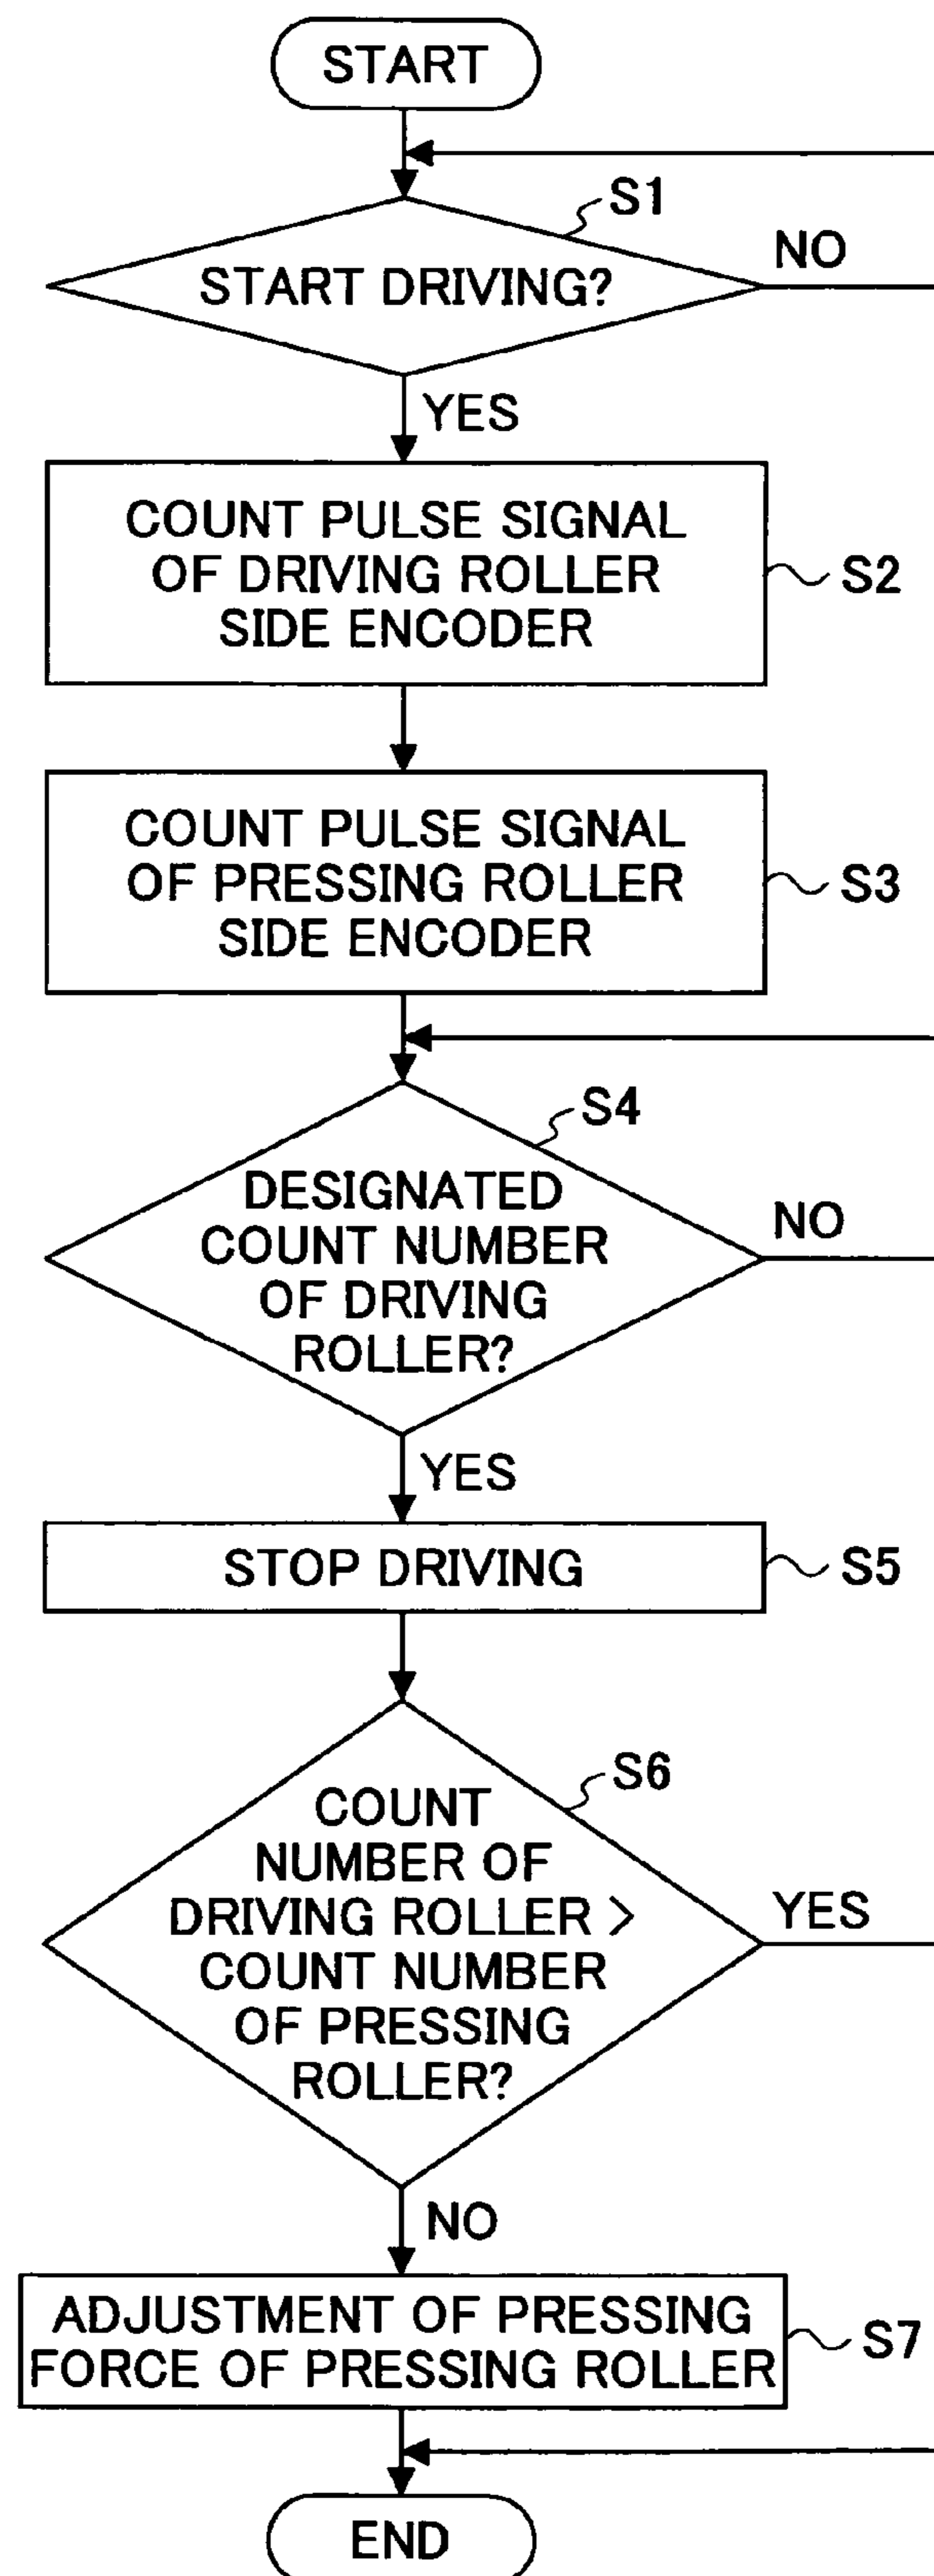 START
S1
START DRIVING?
NO
YES
COUNT PULSE SIGNAL
OF DRIVING ROLLER
SIDE ENCODER
S2
COUNT PULSE SIGNAL
OF PRESSING ROLLER
SIDE ENCODER
S3
S4
DESIGNATED
COUNT NUMBER
OF DRIVING
ROLLER?
NO
YES
STOP DRIVING
S5
S6
COUNT
NUMBER OF
DRIVING ROLLER >
COUNT NUMBER
OF PRESSING
ROLLER?
YES
NO
ADJUSTMENT OF PRESSING
FORCE OF PRESSING ROLLER
S7
END